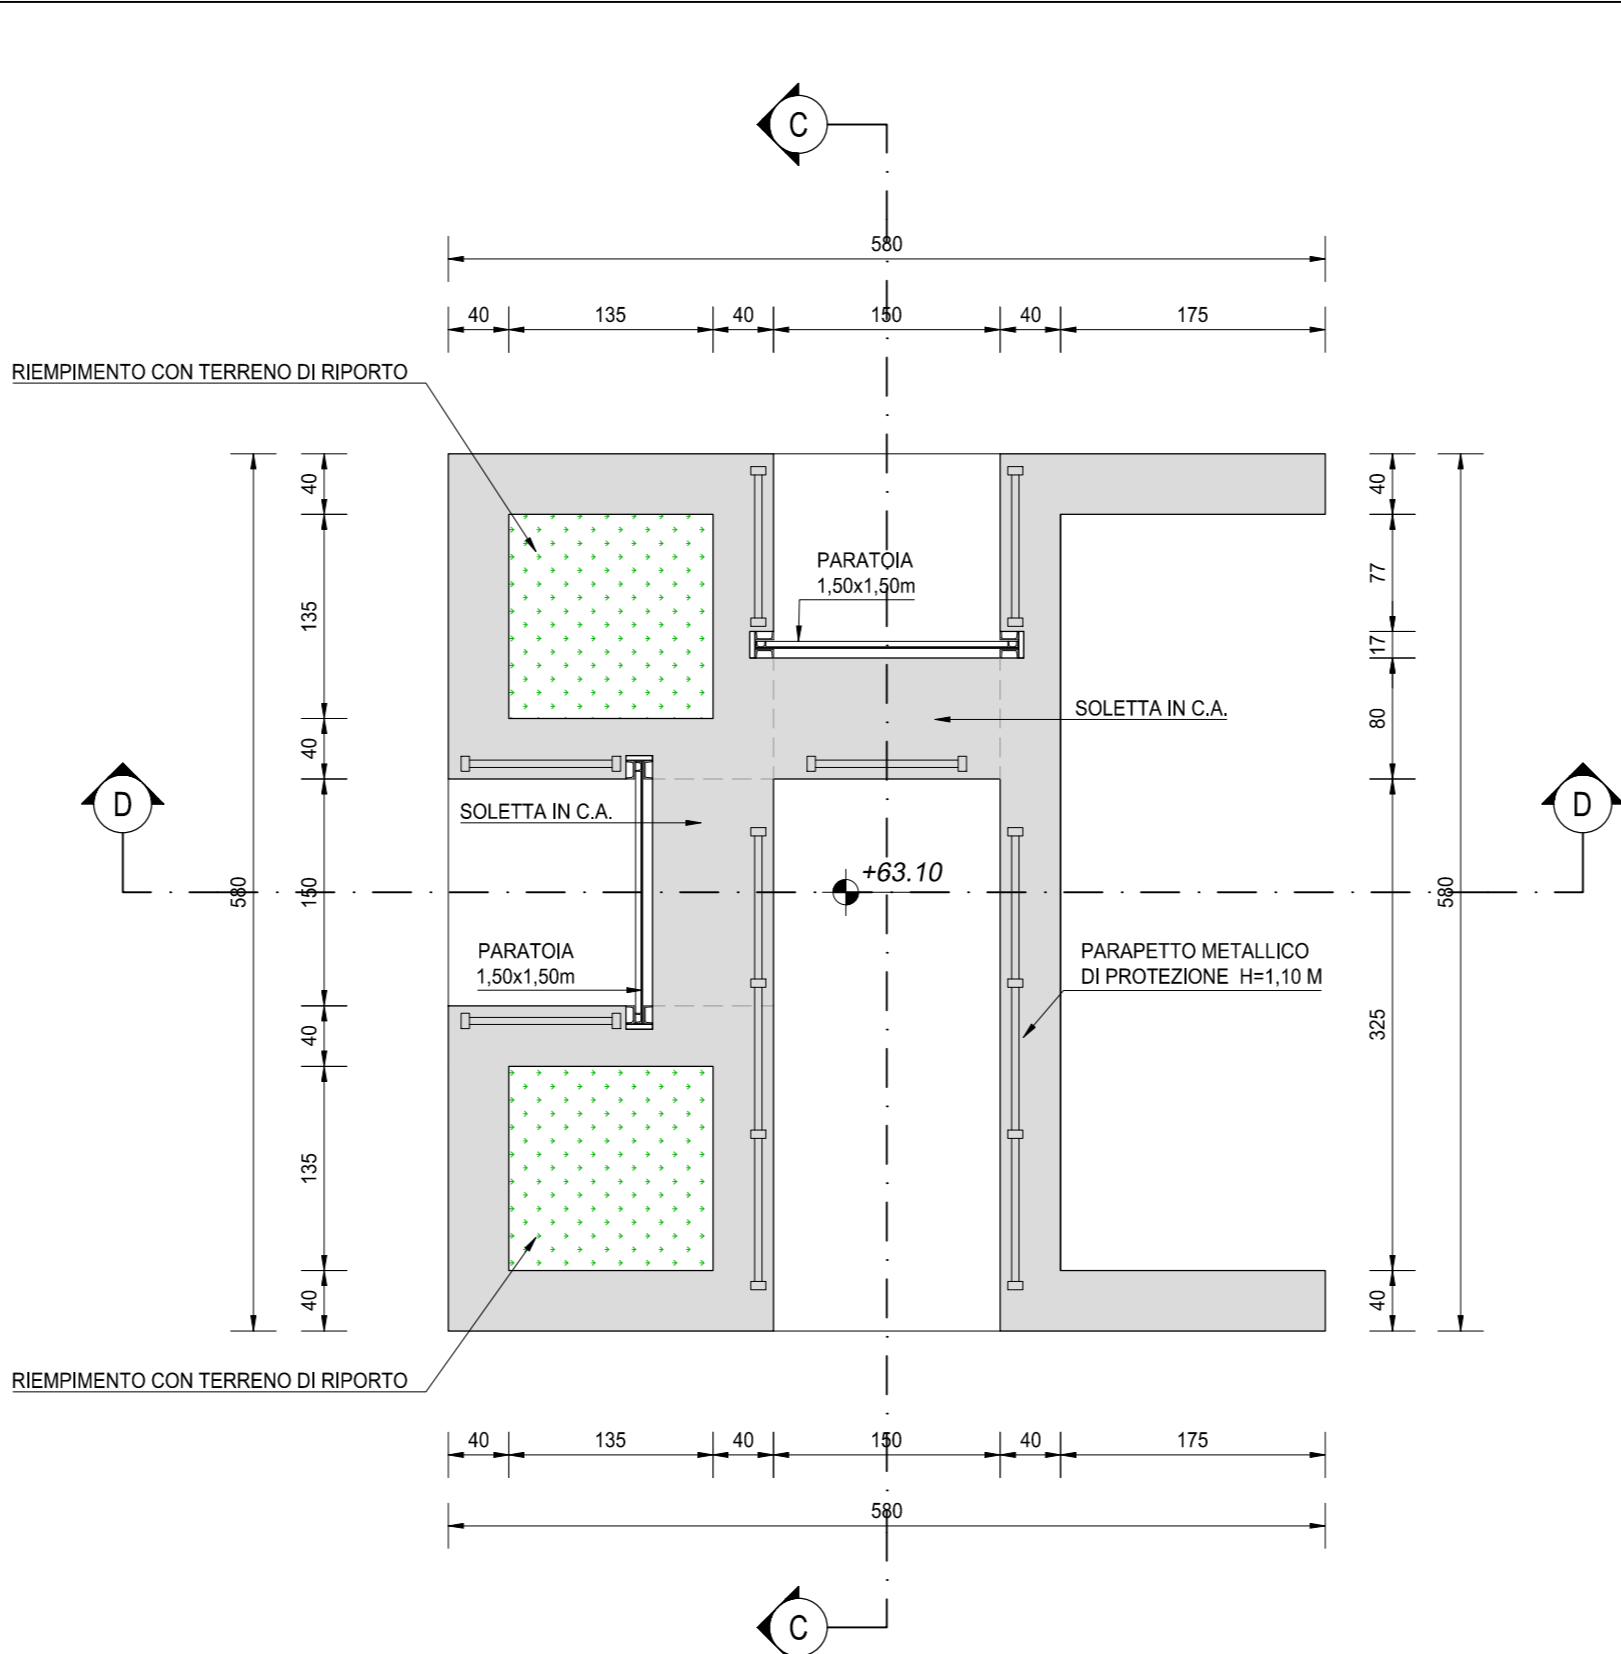 C
580
40 135 40 150 40 175
RIEMPIMENTO CON TERRENO DI RIPORTO
40
40
PARATOIA
1,50x1,50m
77
135
17
SOLETTA IN C.A.
80
40
D
D
SOLETTA IN C.A.
+63.10
580
150
580
PARATOIA
1,50x1,50m
PARAPETTO METALLICO
DI PROTEZIONE H=1,10 M
40
325
135
40
40
RIEMPIMENTO CON TERRENO DI RIPORTO
40 135 40 150 40 175
580
C